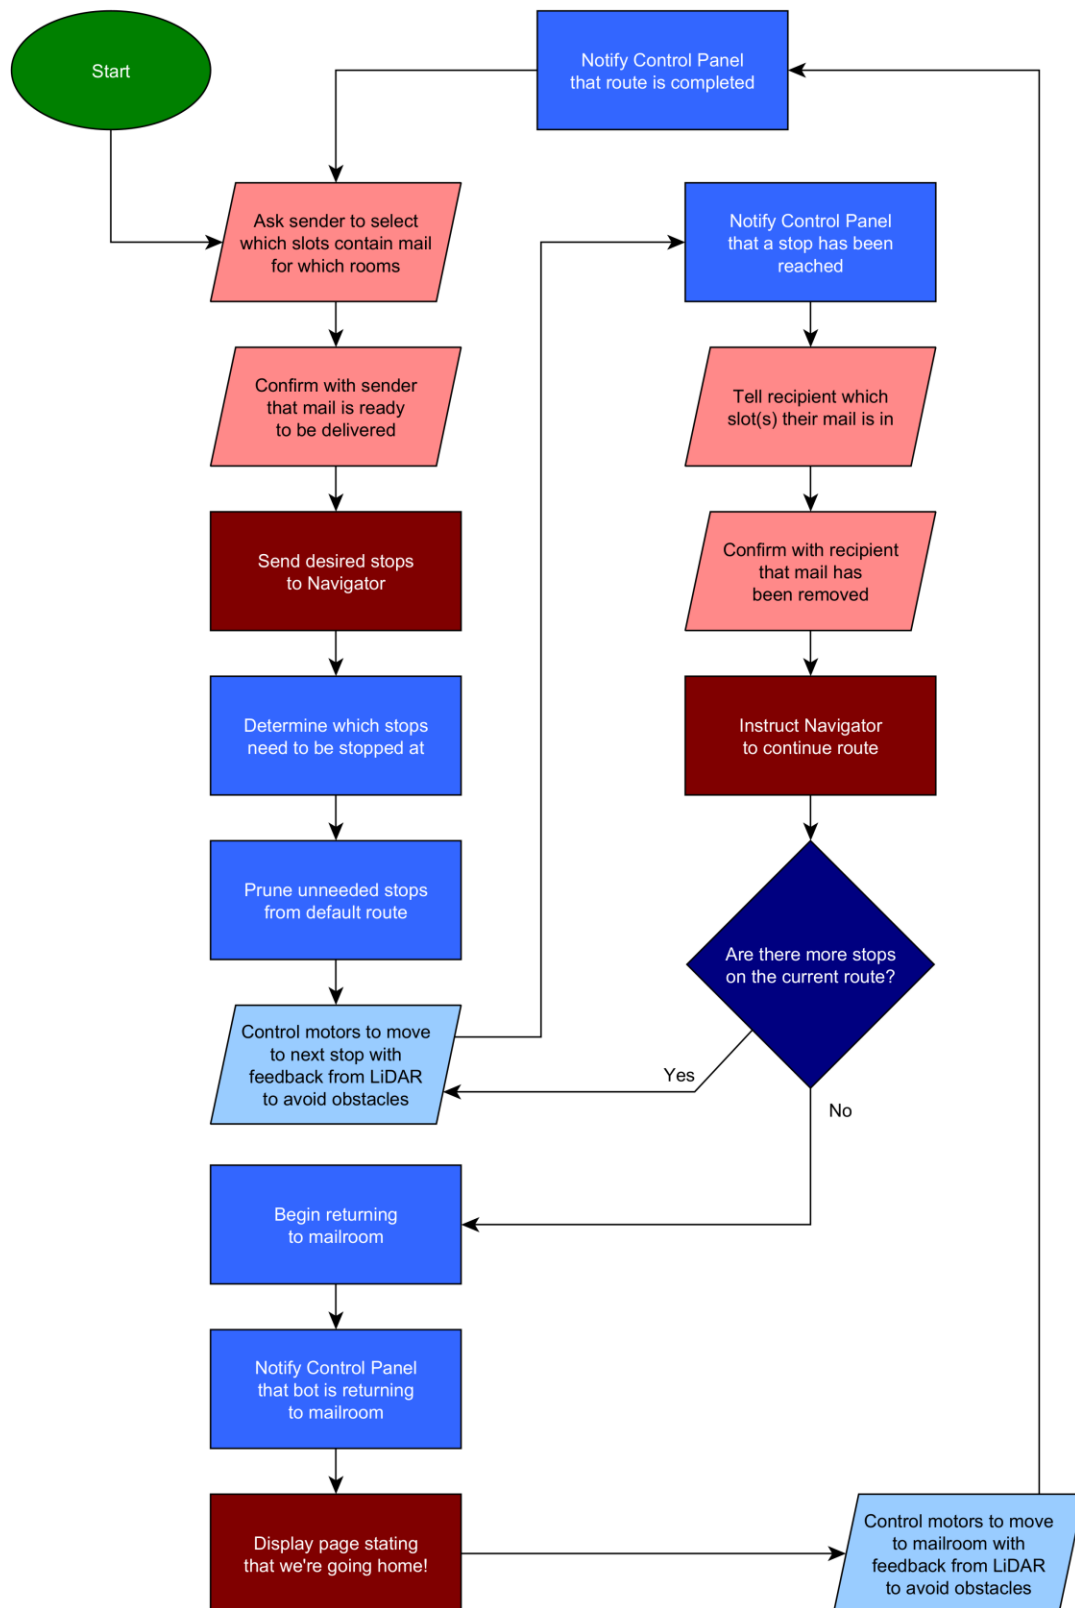 Start
Notify Control Panel
that route is completed
Ask sender to select
which slots contain mail
for which rooms
Notify Control Panel
that a stop has been
reached
Confirm with sender
that mail is ready
to be delivered
Tell recipient which
slot(s) their mail is in
Send desired stops
to Navigator
Confirm with recipient
that mail has
been removed
Determine which stops
need to be stopped at
Instruct Navigator
to continue route
Prune unneeded stops
from default route
Are there more stops
on the current route?
Control motors to move
to next stop with
feedback from LiDAR
to avoid obstacles
Yes
No
Begin returning
to mailroom
Notify Control Panel
that bot is returning
to mailroom
Display page stating
that we're going home!
Control motors to move
to mailroom with
feedback from LiDAR
to avoid obstacles